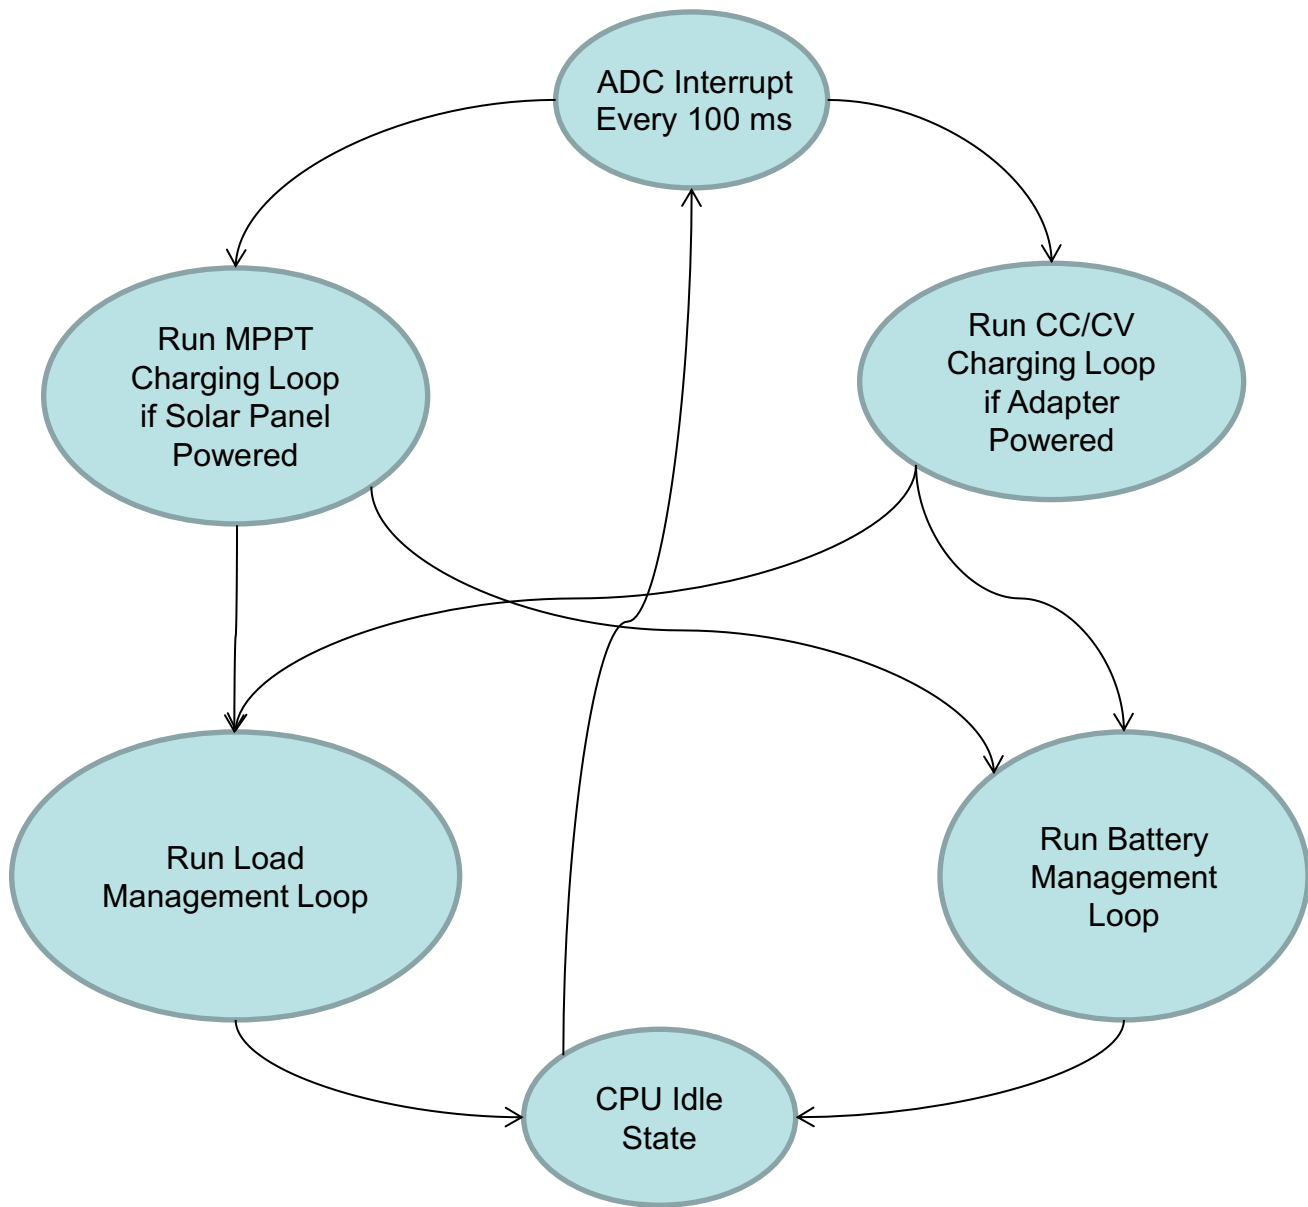 ADC Interrupt
Every 100 ms
Run MPPT
Charging Loop
if Solar Panel
Powered
Run CC/CV
Charging Loop
if Adapter
Powered
Run Load
Management Loop
Run Battery
Management
Loop
CPU Idle
State